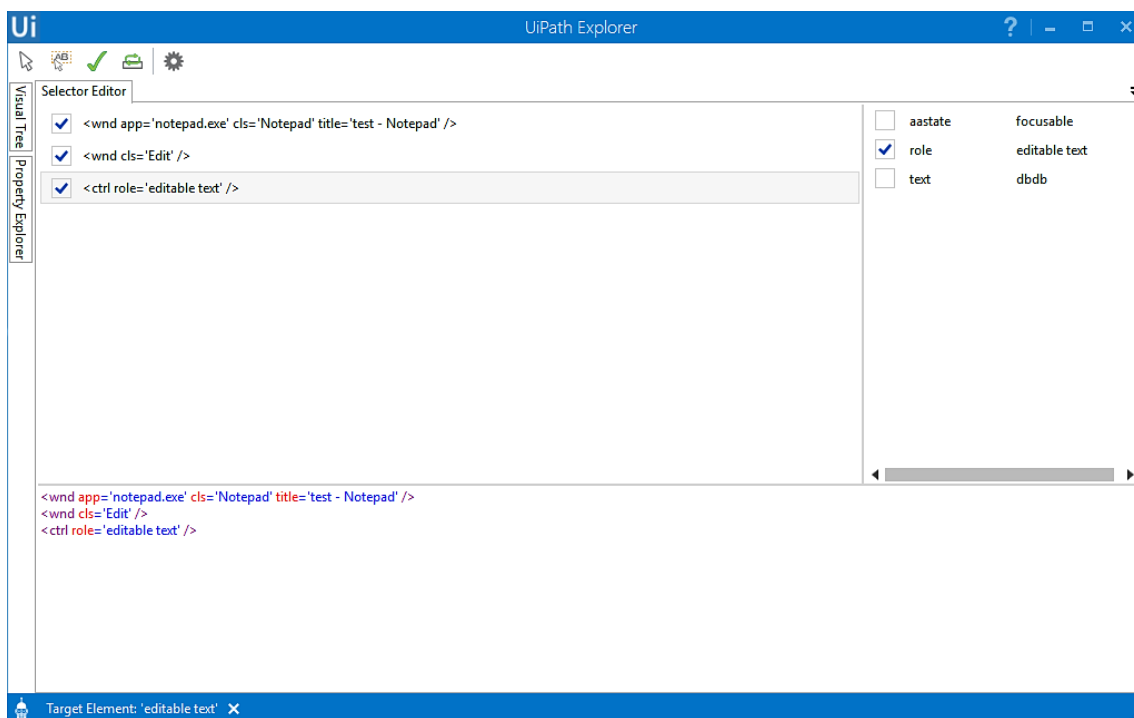 Ui UiPath Explorer ?
AB
Visual Tree
Property Explorer
Selector Editor
<wnd app='notepad.exe' cls='Notepad' title='test - Notepad' />
<wnd cls='Edit' />
<ctrl role='editable text' />
aastate focusable
role editable text
text dbdb
<wnd app='notepad.exe' cls='Notepad' title='test - Notepad' />
<wnd cls='Edit' />
<ctrl role='editable text' />
Target Element: 'editable text'